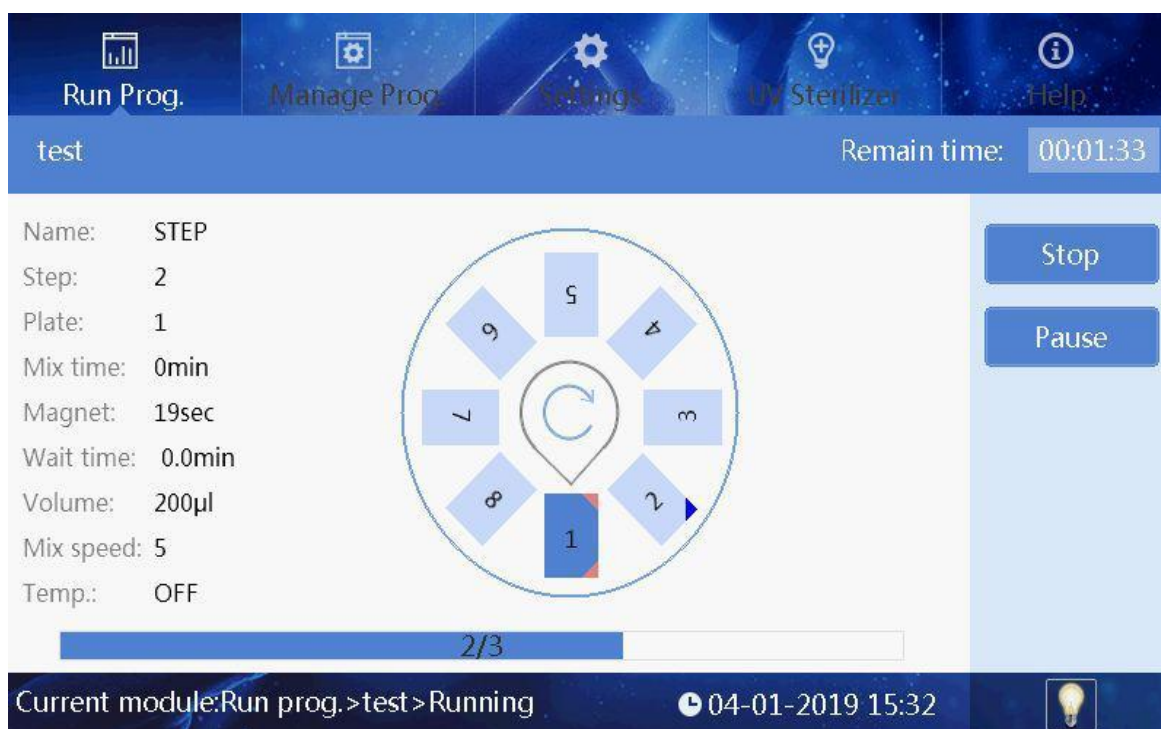 Run Prog.
Manage Prog.
Settings
UV Sterilizer
Help
test
Remain time: 00:01:33
Name: STEP
Step: 2
Plate: 1
Mix time: 0min
Magnet: 19sec
Wait time: 0.0min
Volume: 200µl
Mix speed: 5
Temp.: OFF
5
6
4
7
3
8
2
1
Stop
Pause
2/3
Current module:Run prog.>test>Running
04-01-2019 15:32